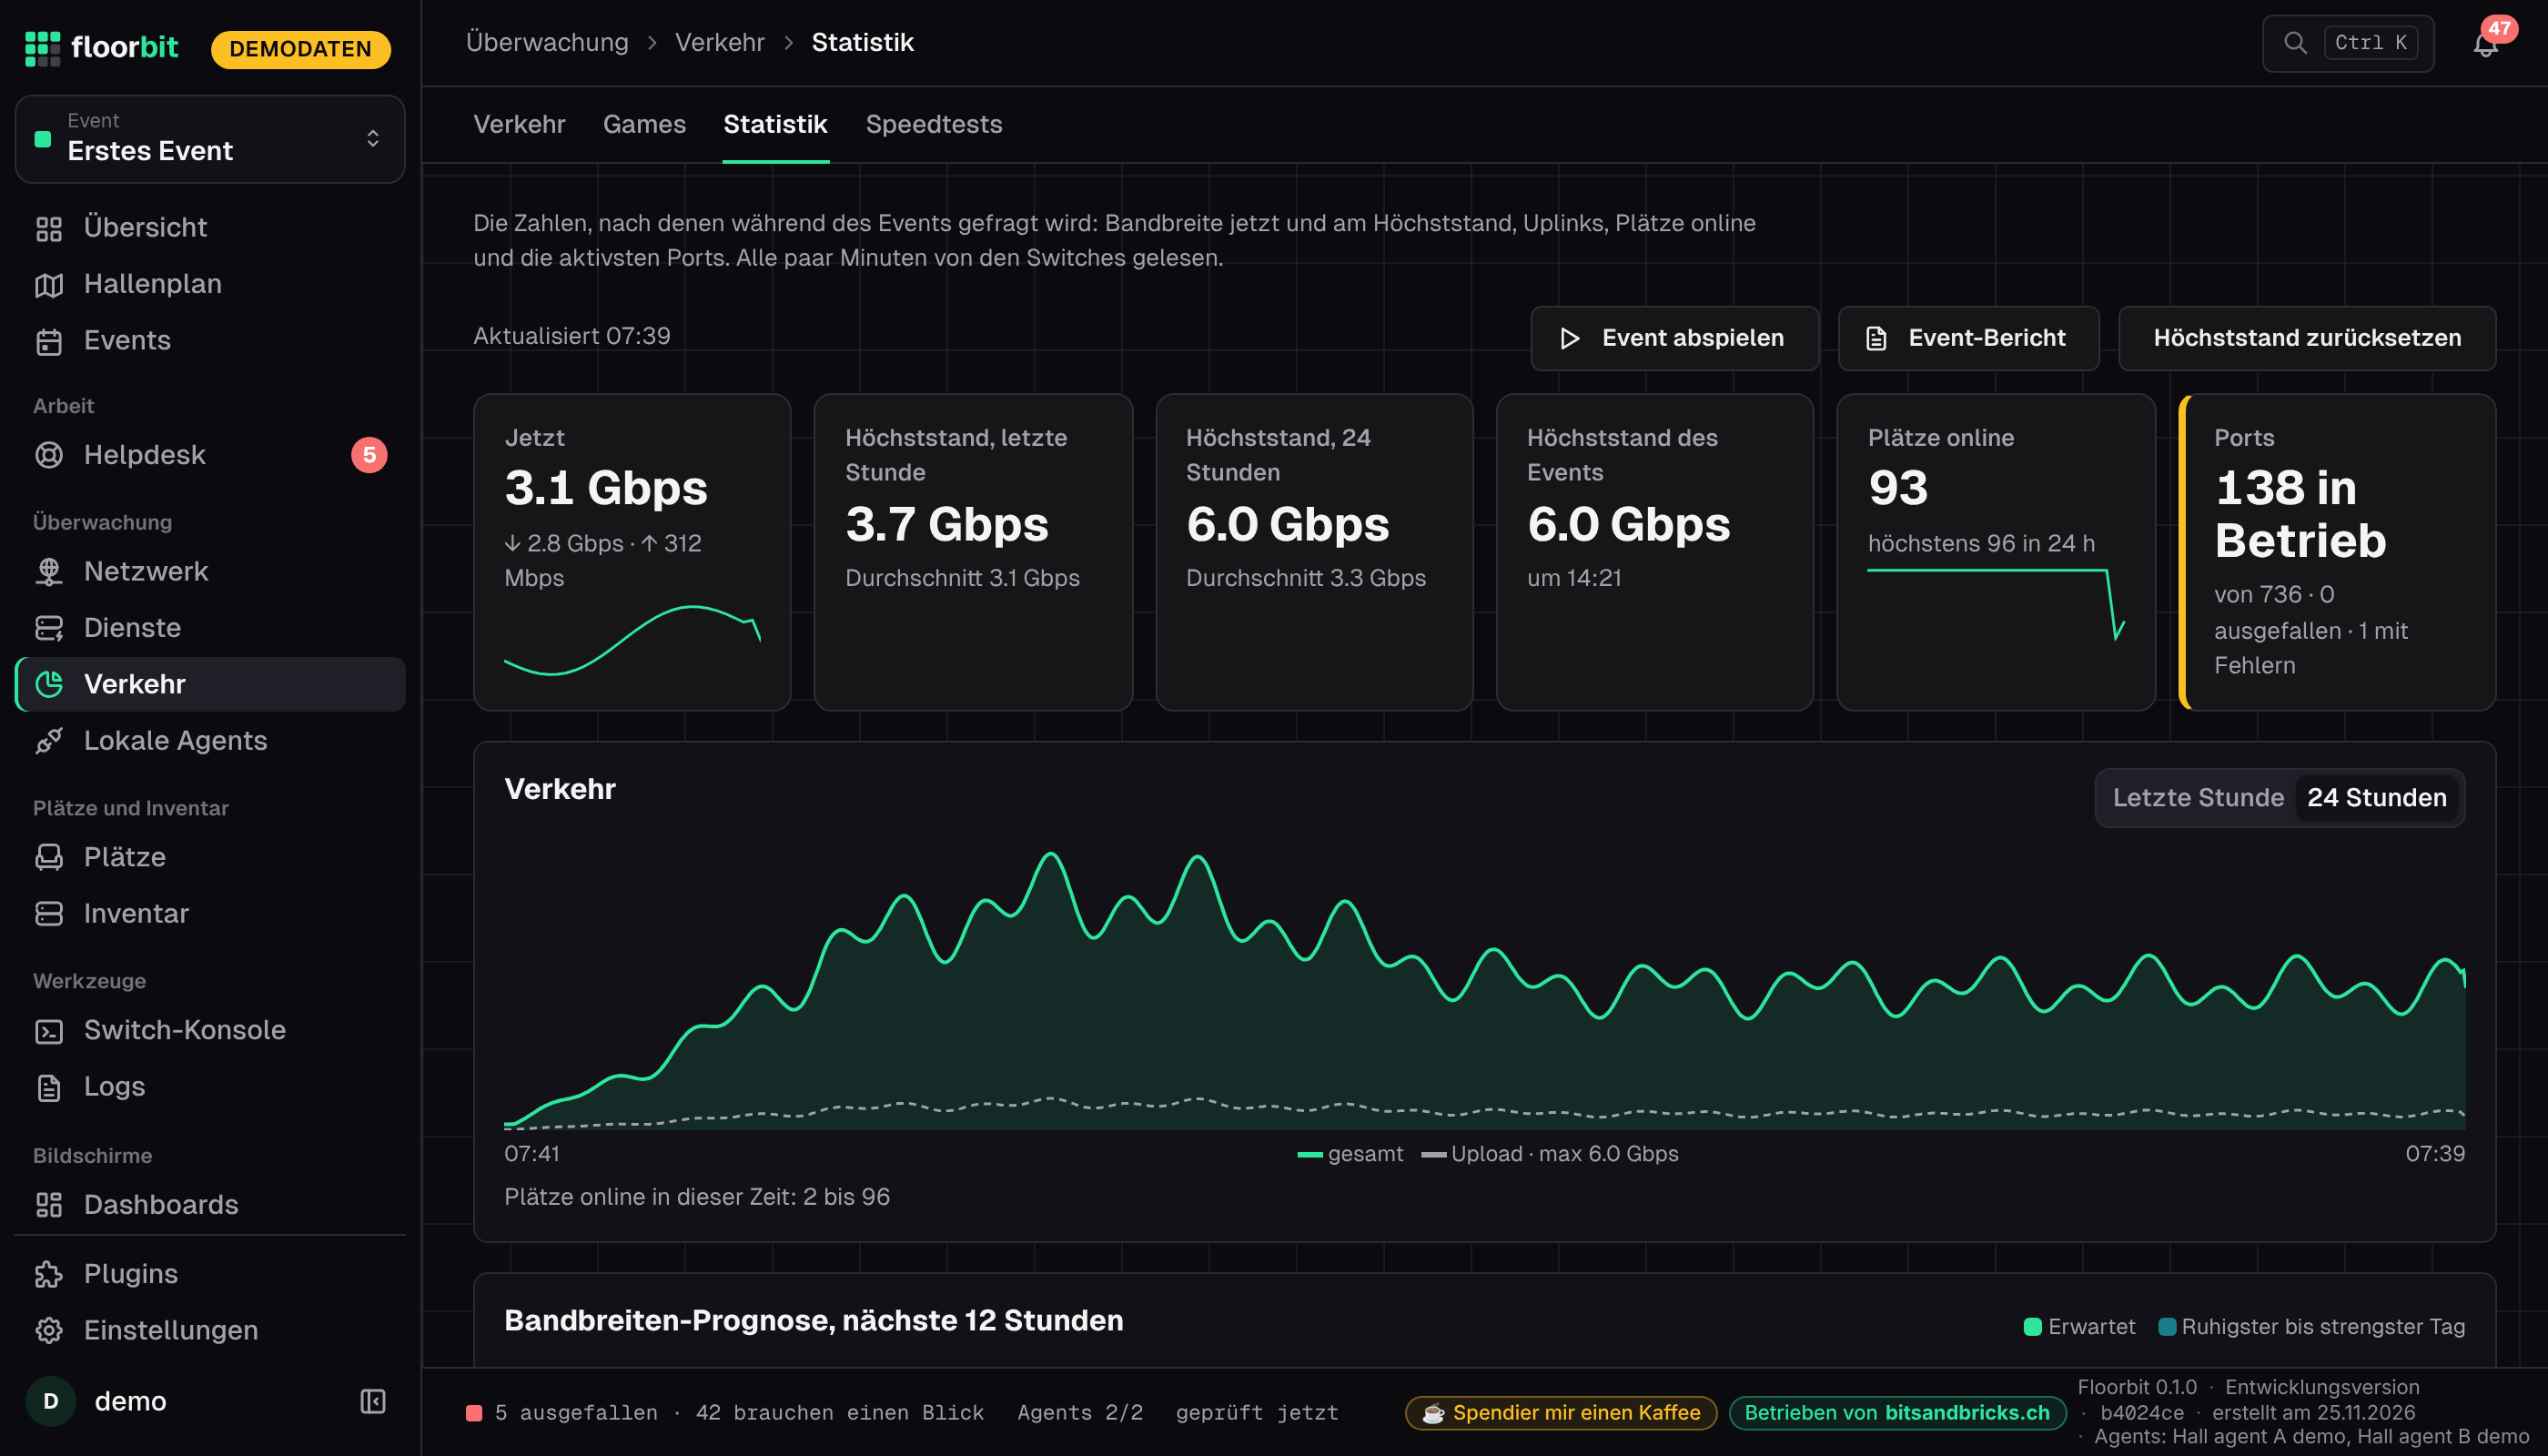 floorbit DEMODATEN
Event
Erstes Event
Übersicht
Hallenplan
Events
Arbeit
Helpdesk 5
Überwachung
Netzwerk
Dienste
Verkehr
Lokale Agents
Plätze und Inventar
Plätze
Inventar
Werkzeuge
Switch-Konsole
Logs
Bildschirme
Dashboards
Plugins
Einstellungen
D demo
Überwachung > Verkehr > Statistik
Ctrl K
47
Verkehr Games Statistik Speedtests
Die Zahlen, nach denen während des Events gefragt wird: Bandbreite jetzt und am Höchststand, Uplinks, Plätze online
und die aktivsten Ports. Alle paar Minuten von den Switches gelesen.
Aktualisiert 07:39
Event abspielen
Event-Bericht
Höchststand zurücksetzen
Jetzt
3.1 Gbps
↓ 2.8 Gbps · ↑ 312
Mbps
Höchststand, letzte
Stunde
3.7 Gbps
Durchschnitt 3.1 Gbps
Höchststand, 24
Stunden
6.0 Gbps
Durchschnitt 3.3 Gbps
Höchststand des
Events
6.0 Gbps
um 14:21
Plätze online
93
höchstens 96 in 24 h
Ports
138 in
Betrieb
von 736 · 0
ausgefallen · 1 mit
Fehlern
Verkehr
Letzte Stunde 24 Stunden
07:41 gesamt Upload · max 6.0 Gbps 07:39
Plätze online in dieser Zeit: 2 bis 96
Bandbreiten-Prognose, nächste 12 Stunden
Erwartet Ruhigster bis strengster Tag
5 ausgefallen · 42 brauchen einen Blick Agents 2/2 geprüft jetzt
☕ Spendier mir einen Kaffee
Betrieben von bitsandbricks.ch
Floorbit 0.1.0 · Entwicklungsversion
· b4024ce · erstellt am 25.11.2026
· Agents: Hall agent A demo, Hall agent B demo